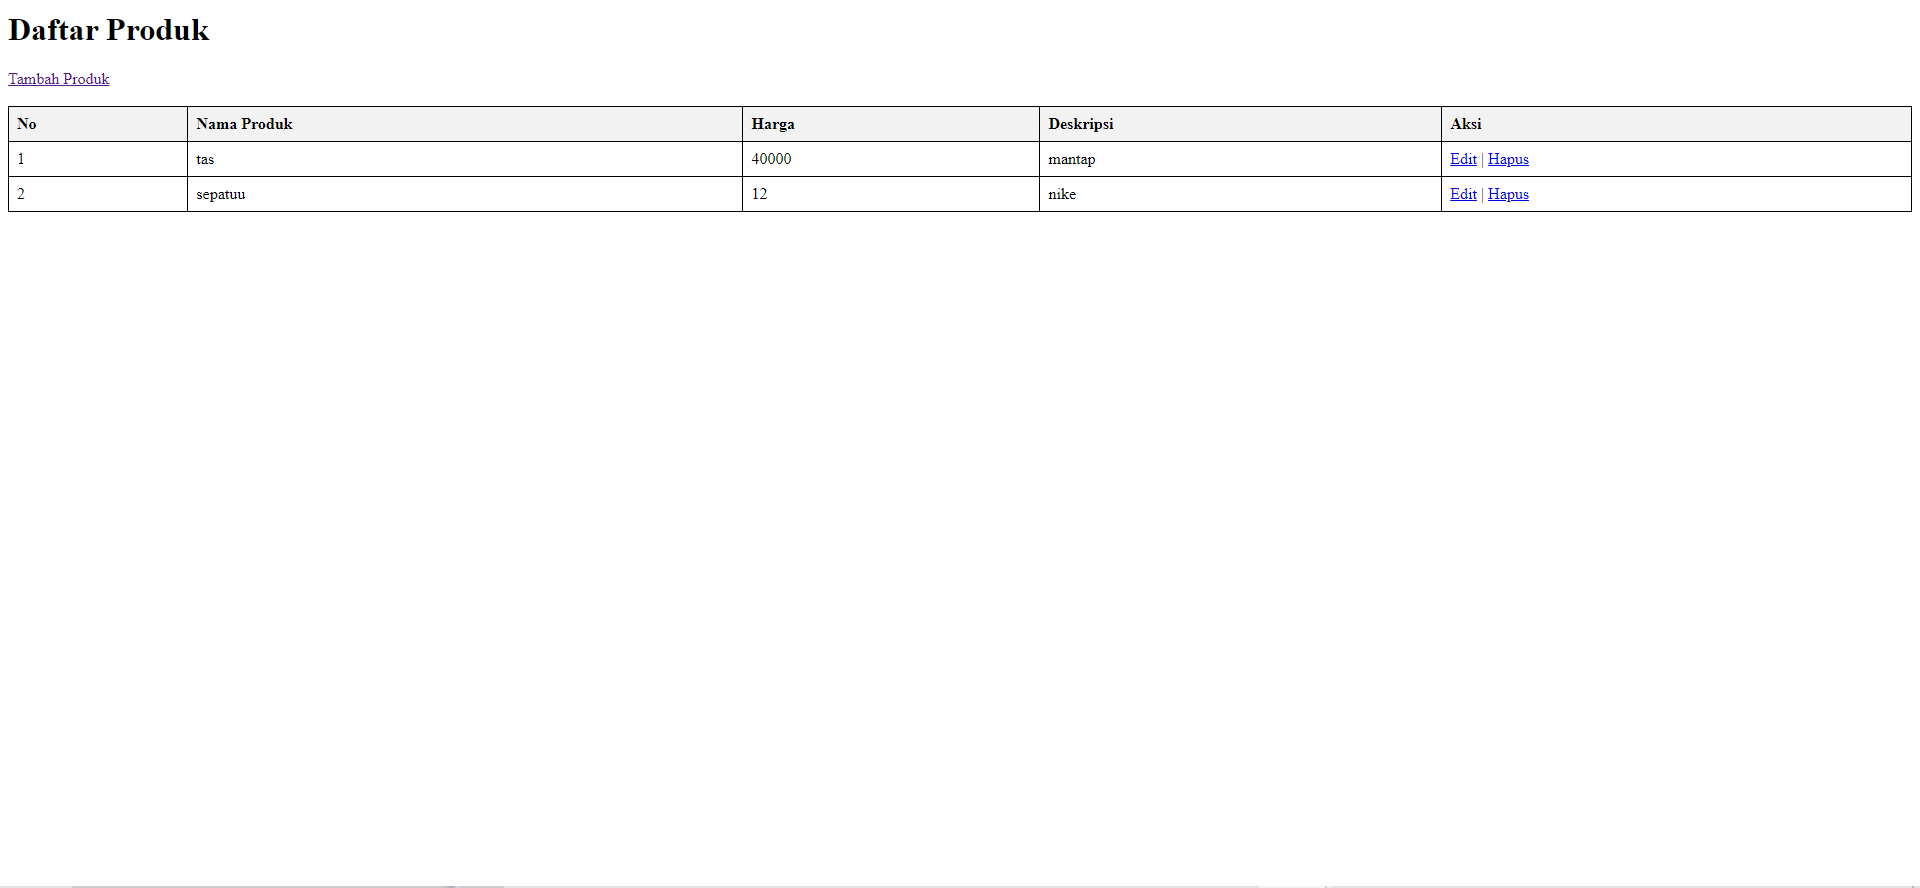 Daftar Produk
Tambah Produk
No Nama Produk Harga Deskripsi Aksi
1 tas 40000 mantap Edit | Hapus
2 sepatuu 12 nike Edit | Hapus